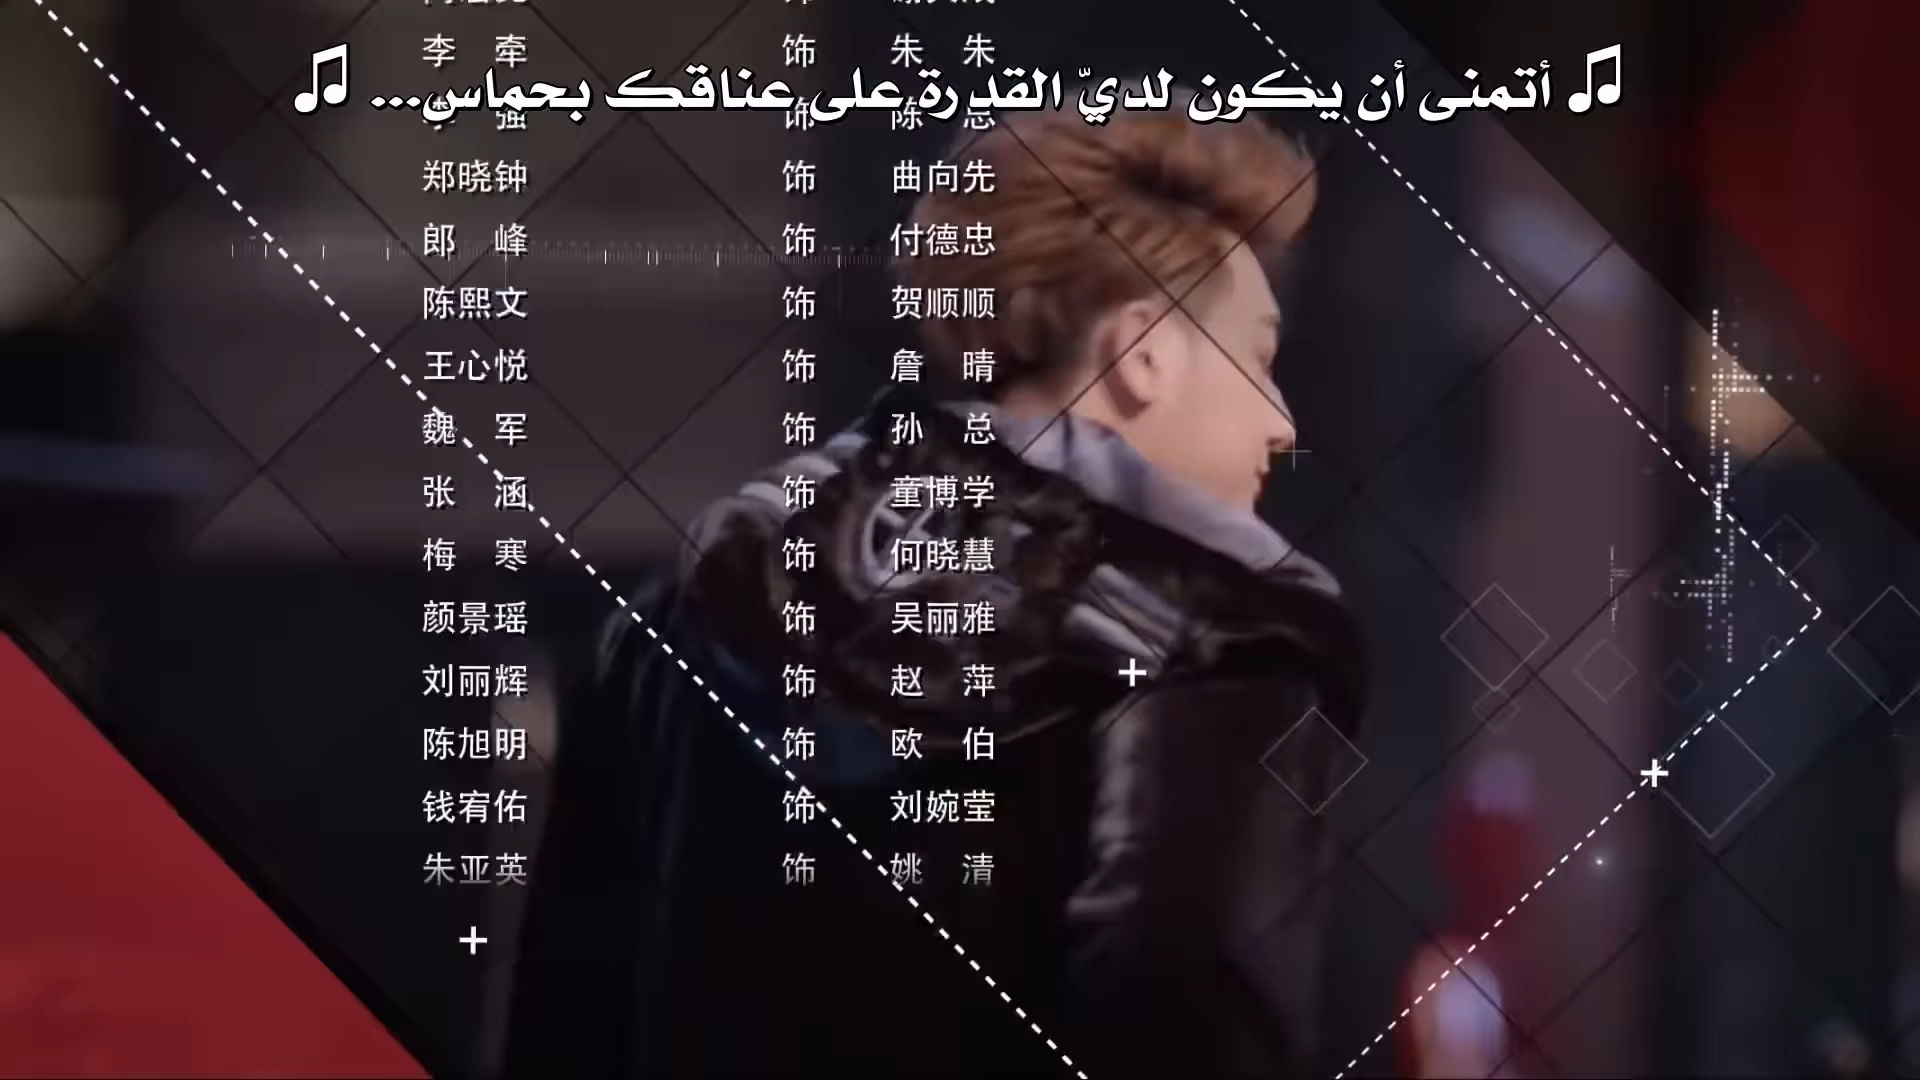 李 牵 饰 朱 朱
♫ أتمنى أن يكون لديّ القدرة على عناقك بحماس... ♫
强 饰 陈 总
郑晓钟 饰 曲向先
郎 峰 饰 付德忠
陈熙文 饰 贺顺顺
王心悦 饰 詹 晴
魏 军 饰 孙 总
张 涵 饰 童博学
梅 寒 饰 何晓慧
颜景瑶 饰 吴丽雅
刘丽辉 饰 赵 萍
陈旭明 饰 欧 伯
钱宥佑 饰 刘婉莹
朱亚英 饰 姚 清